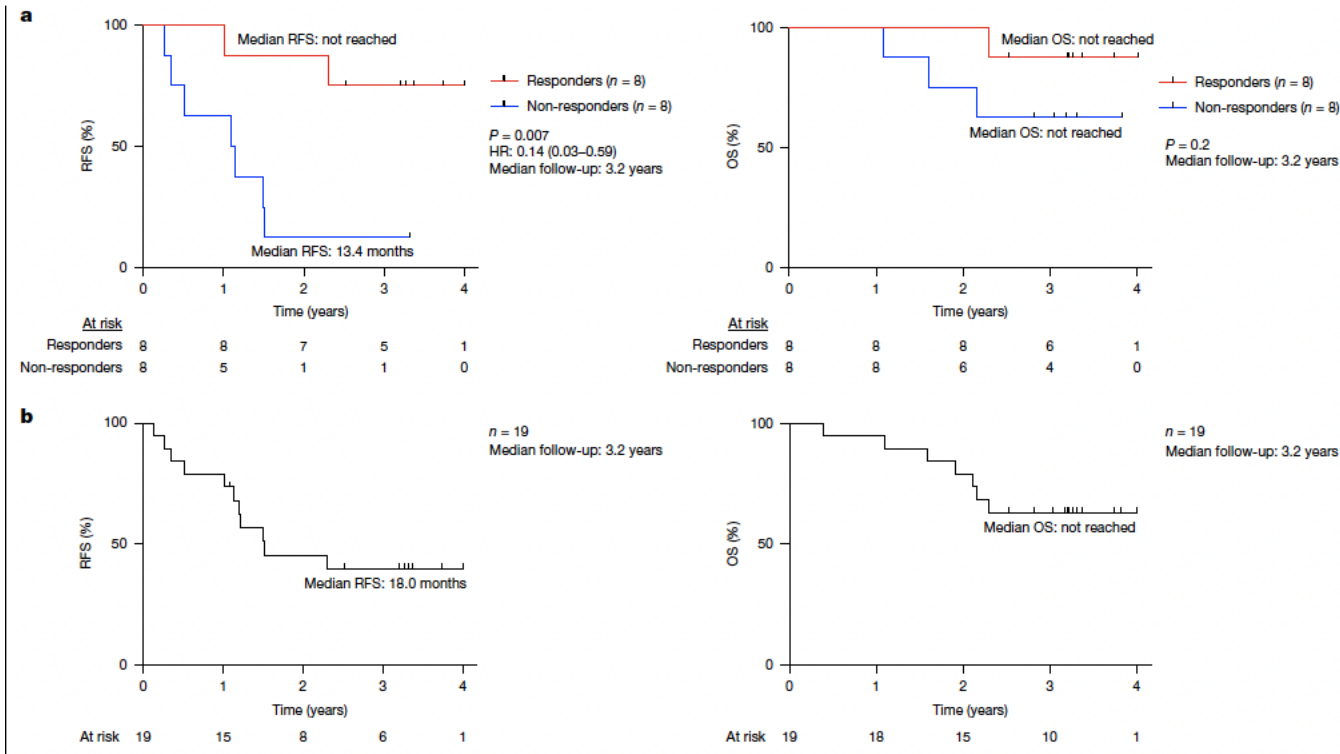 a
100
50
0
RFS (%)
Median RFS: not reached
Median RFS: 13.4 months
0 1 2 3 4
Time (years)
Responders (n = 8)
Non-responders (n = 8)
P = 0.007
HR: 0.14 (0.03–0.59)
Median follow-up: 3.2 years
At risk
Responders 8 8 7 5 1
Non-responders 8 5 1 1 0
100
50
0
OS (%)
Median OS: not reached
Median OS: not reached
0 1 2 3 4
Time (years)
Responders (n = 8)
Non-responders (n = 8)
P = 0.2
Median follow-up: 3.2 years
At risk
Responders 8 8 8 6 1
Non-responders 8 8 6 4 0
b
100
50
0
RFS (%)
Median RFS: 18.0 months
0 1 2 3 4
Time (years)
n = 19
Median follow-up: 3.2 years
At risk 19 15 8 6 1
100
50
0
OS (%)
Median OS: not reached
0 1 2 3 4
Time (years)
n = 19
Median follow-up: 3.2 years
At risk 19 18 15 10 1